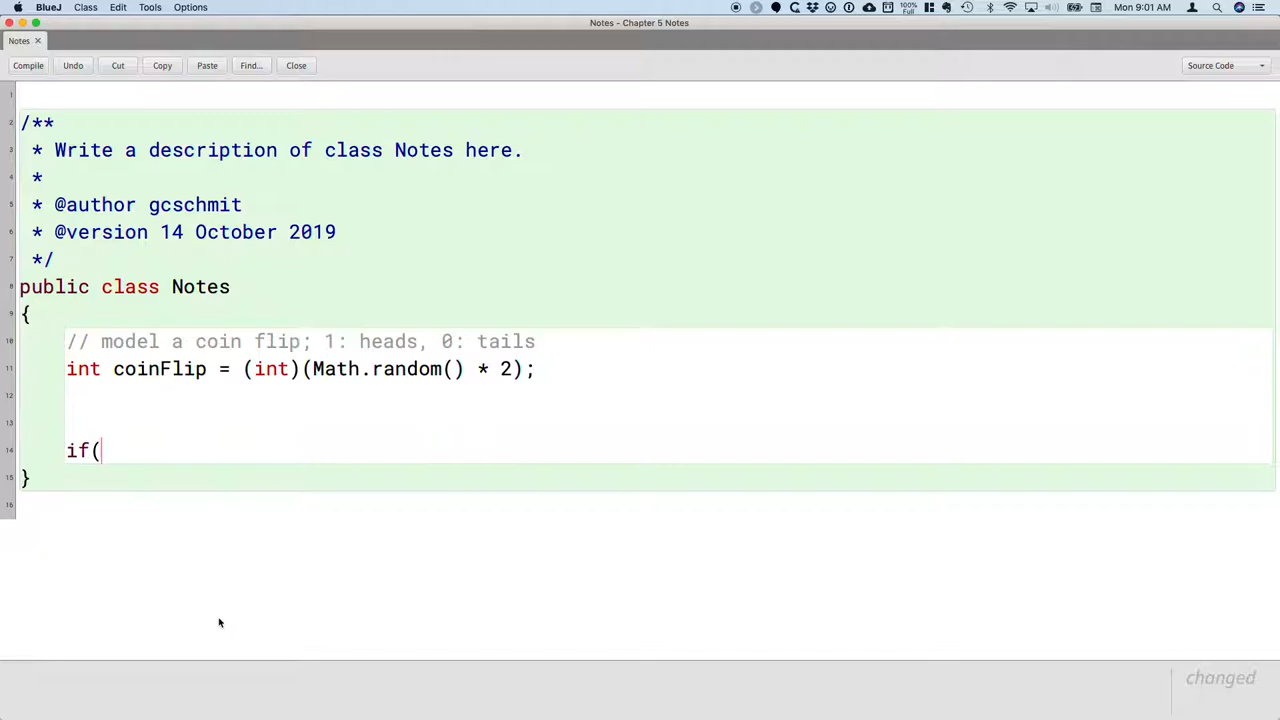 BlueJ Class Edit Tools Options 100% Full Mon 9:01 AM
Notes - Chapter 5 Notes
Notes ×
Compile Undo Cut Copy Paste Find... Close Source Code
1
2 /**
3 * Write a description of class Notes here.
4 *
5 * @author gcschmit
6 * @version 14 October 2019
7 */
8 public class Notes
9 {
10 // model a coin flip; 1: heads, 0: tails
11 int coinFlip = (int)(Math.random() * 2);
12
13
14 if(
15 }
16
changed